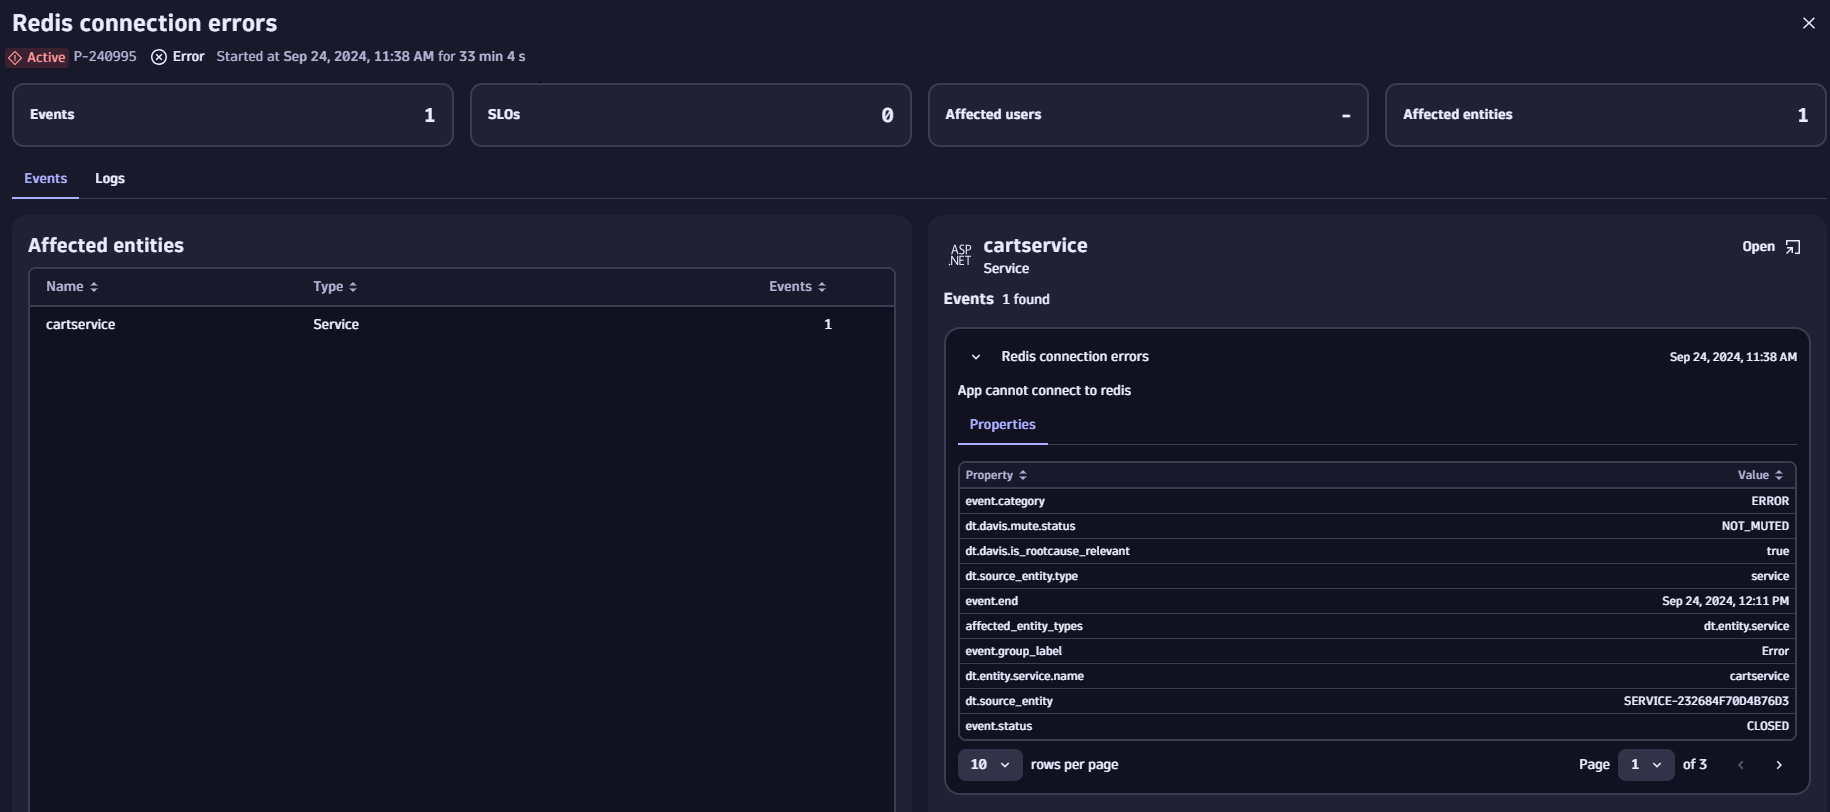 Redis connection errors
Active P-240995 Error Started at Sep 24, 2024, 11:38 AM for 33 min 4 s
Events 1 SLOs 0 Affected users - Affected entities 1
Events Logs
Affected entities
Name Type Events
cartservice Service 1
ASP .NET
cartservice
Service
Open
Events 1 found
Redis connection errors Sep 24, 2024, 11:38 AM
App cannot connect to redis
Properties
Property Value
event.category ERROR
dt.davis.mute.status NOT_MUTED
dt.davis.is_rootcause_relevant true
dt.source_entity.type service
event.end Sep 24, 2024, 12:11 PM
affected_entity_types dt.entity.service
event.group_label Error
dt.entity.service.name cartservice
dt.source_entity SERVICE-232684F70D4B76D3
event.status CLOSED
10 rows per page Page 1 of 3